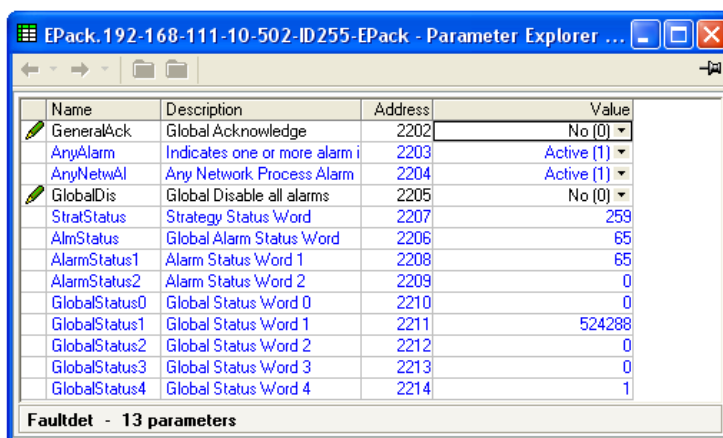 EPack.192-168-111-10-502-ID255-EPack - Parameter Explorer ...
Name Description Address Value
GeneralAck Global Acknowledge 2202 No (0)
AnyAlarm Indicates one or more alarm i 2203 Active (1)
AnyNetwAl Any Network Process Alarm 2204 Active (1)
GlobalDis Global Disable all alarms 2205 No (0)
StratStatus Strategy Status Word 2207 259
AlmStatus Global Alarm Status Word 2206 65
AlarmStatus1 Alarm Status Word 1 2208 65
AlarmStatus2 Alarm Status Word 2 2209 0
GlobalStatus0 Global Status Word 0 2210 0
GlobalStatus1 Global Status Word 1 2211 524288
GlobalStatus2 Global Status Word 2 2212 0
GlobalStatus3 Global Status Word 3 2213 0
GlobalStatus4 Global Status Word 4 2214 1
Faultdet - 13 parameters